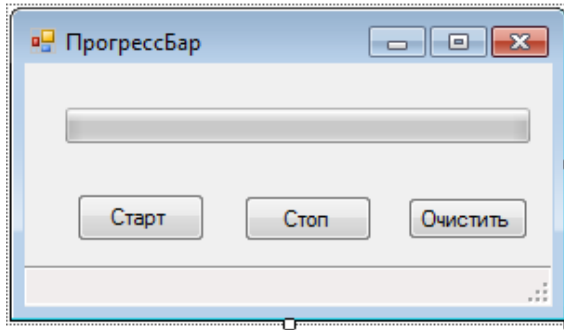 ПрогрессБар
Старт Стоп Очистить